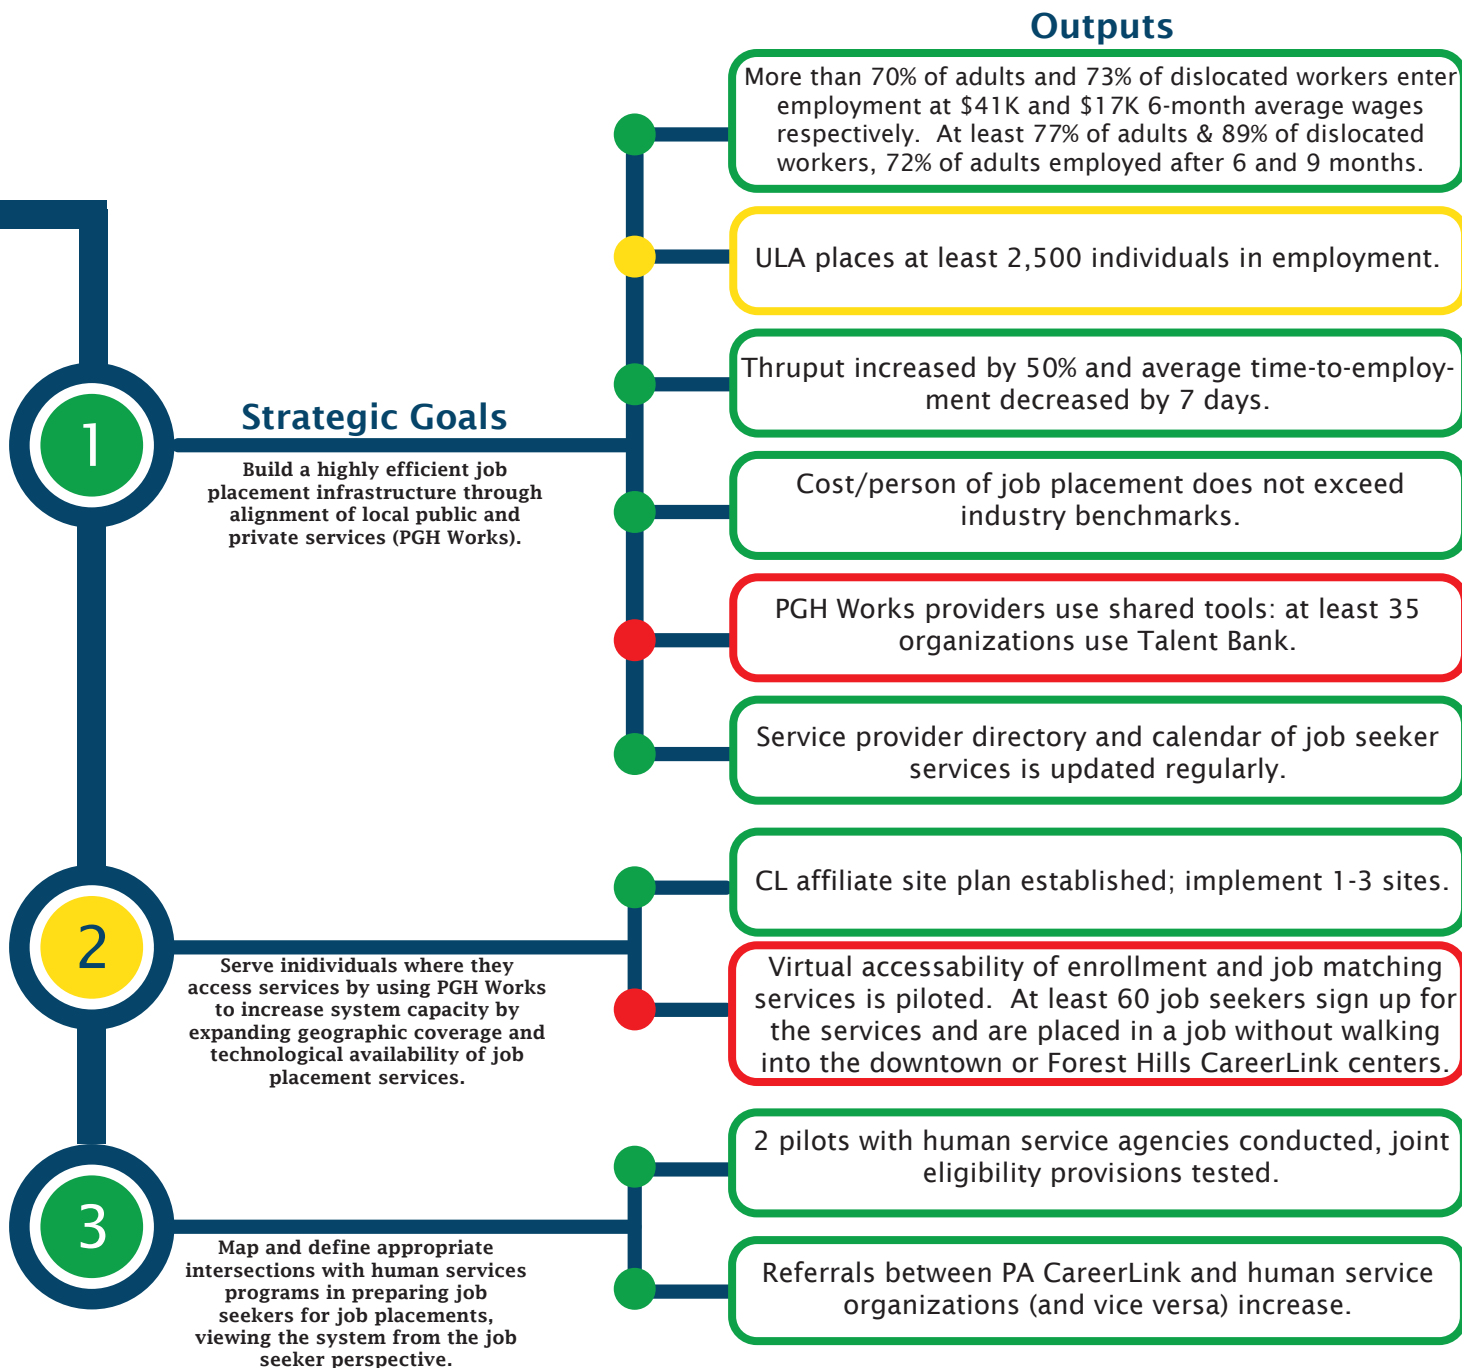 Outputs
More than 70% of adults and 73% of dislocated workers enter
employment at $41K and $17K 6-month average wages
respectively.  At least 77% of adults & 89% of dislocated
workers, 72% of adults employed after 6 and 9 months.
ULA places at least 2,500 individuals in employment.
Thruput increased by 50% and average time-to-employ-
ment decreased by 7 days.
1
Strategic Goals
Build a highly efficient job
placement infrastructure through
alignment of local public and
private services (PGH Works).
Cost/person of job placement does not exceed
industry benchmarks.
PGH Works providers use shared tools: at least 35
organizations use Talent Bank.
Service provider directory and calendar of job seeker
services is updated regularly.
2
Serve inidividuals where they
access services by using PGH Works
to increase system capacity by
expanding geographic coverage and
technological availability of job
placement services.
CL affiliate site plan established; implement 1-3 sites.
Virtual accessability of enrollment and job matching
services is piloted.  At least 60 job seekers sign up for
the services and are placed in a job without walking
into the downtown or Forest Hills CareerLink centers.
3
Map and define appropriate
intersections with human services
programs in preparing job
seekers for job placements,
viewing the system from the job
seeker perspective.
2 pilots with human service agencies conducted, joint
eligibility provisions tested.
Referrals between PA CareerLink and human service
organizations (and vice versa) increase.